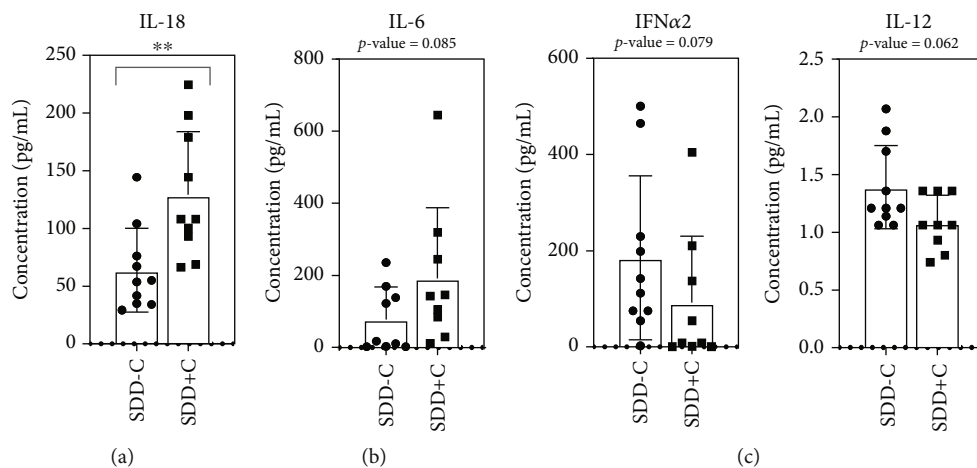 IL-18
**
Concentration (pg/mL)
250
200
150
100
50
0
SDD-C
SDD+C
(a)
IL-6
p-value = 0.085
Concentration (pg/mL)
800
600
400
200
0
SDD-C
SDD+C
(b)
IFNα2
p-value = 0.079
Concentration (pg/mL)
600
400
200
0
SDD-C
SDD+C
IL-12
p-value = 0.062
Concentration (pg/mL)
2.5
2.0
1.5
1.0
0.5
0.0
SDD-C
SDD+C
(c)